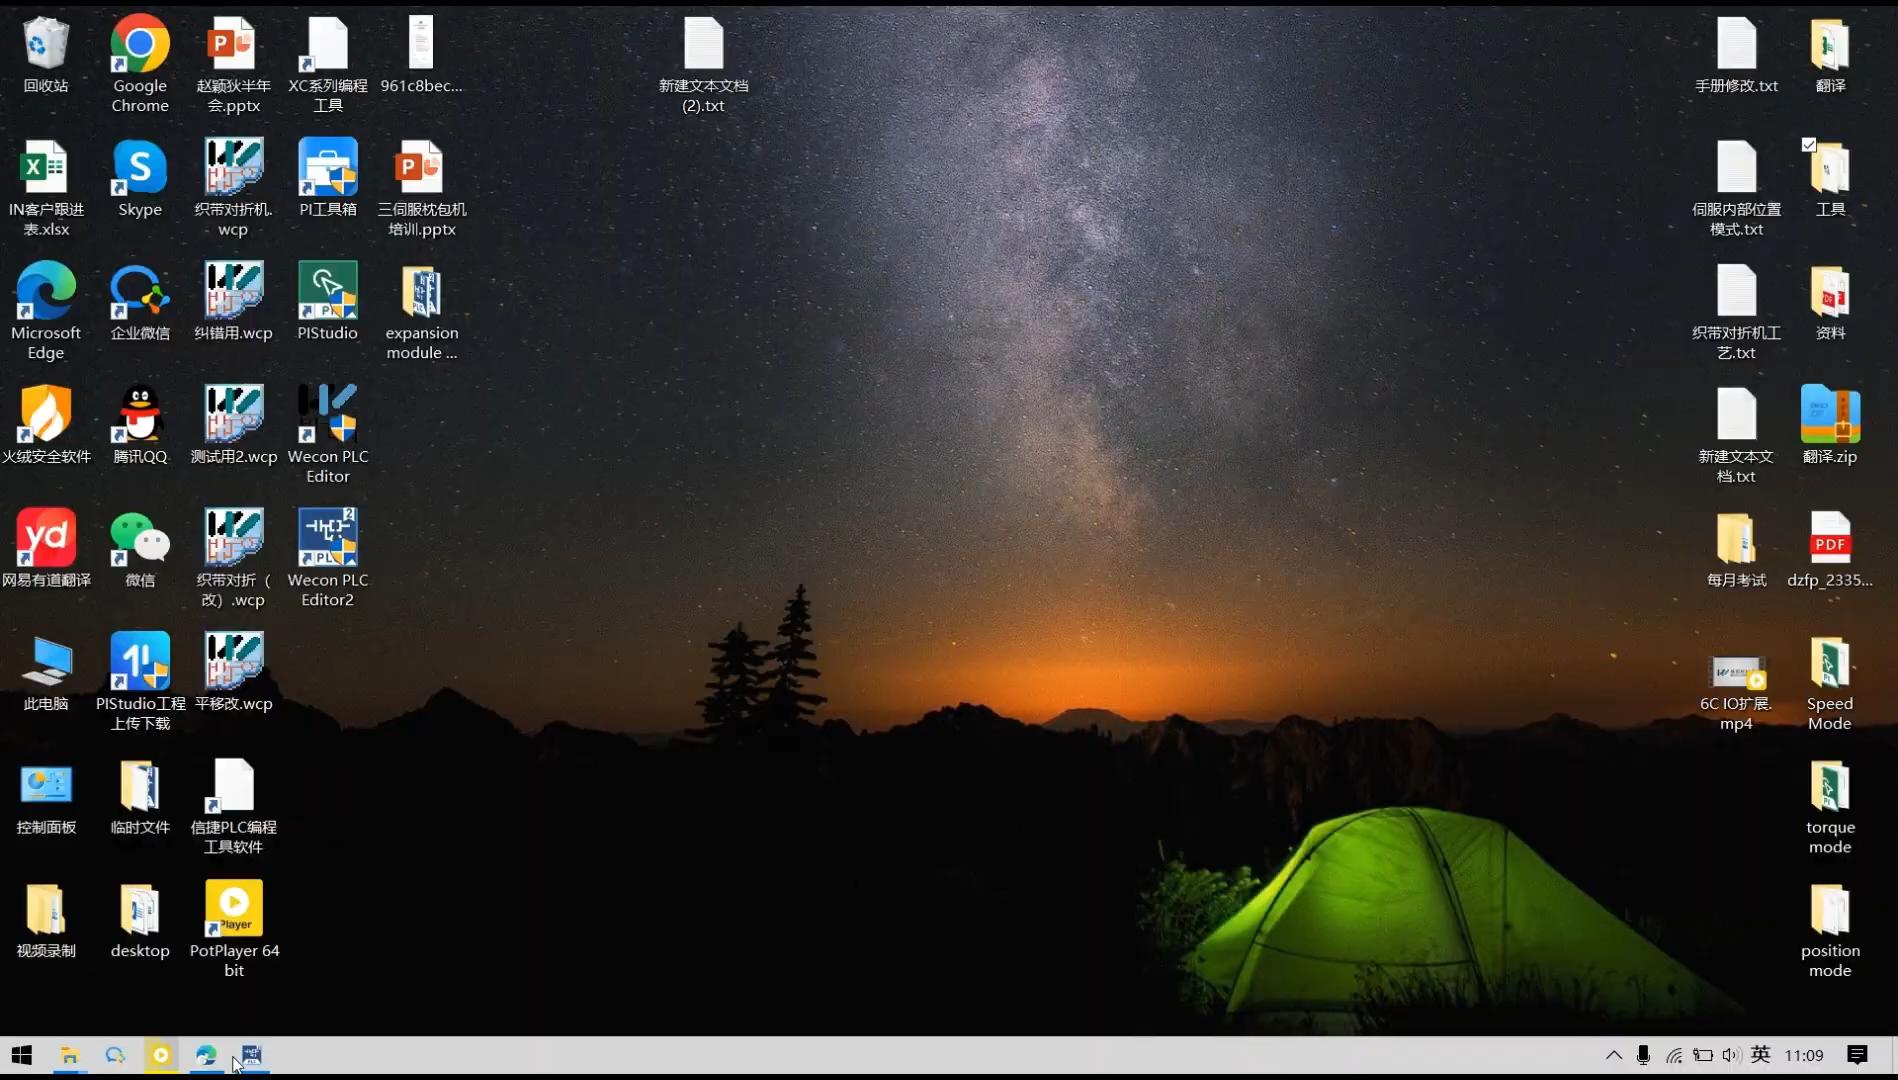 回收站
Google
Chrome
赵颖狄半年
会.pptx
XC系列编程
工具
961c8bec...
新建文本文档
(2).txt
手册修改.txt
翻译
IN客户跟进
表.xlsx
Skype
织带对折机.
wcp
PI工具箱
三伺服枕包机
培训.pptx
伺服内部位置
模式.txt
工具
Microsoft
Edge
企业微信
纠错用.wcp
PIStudio
expansion
module ...
织带对折机工
艺.txt
资料
火绒安全软件
腾讯QQ
测试用2.wcp
Wecon PLC
Editor
新建文本文
档.txt
翻译.zip
yd
网易有道翻译
微信
织带对折（
改）.wcp
Wecon PLC
Editor2
每月考试
PDF
dzfp_2335...
此电脑
PIStudio工程
上传下载
平移改.wcp
6C IO扩展.
mp4
Speed
Mode
控制面板
临时文件
信捷PLC编程
工具软件
torque
mode
视频录制
desktop
Player
PotPlayer 64
bit
position
mode
英
11:09